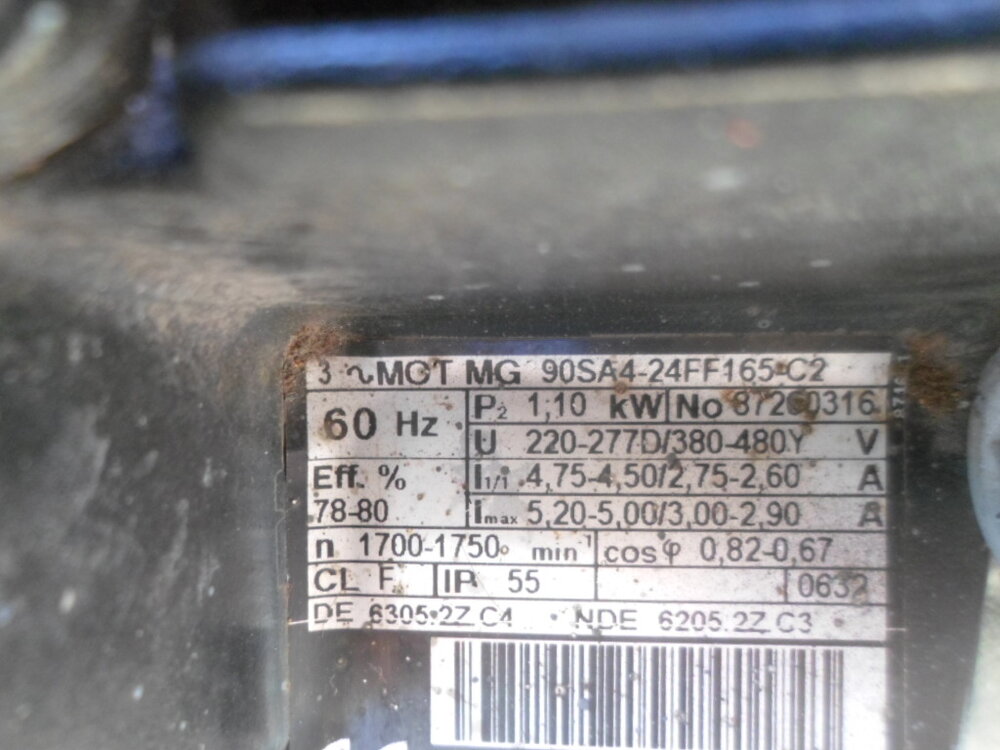 3 ~MOT MG 90SA4-24FF165-C2
60 Hz
P2 1,10 kW No 87260316
U 220-277D/380-480Y V
Eff. %
78-80
I1/1 4,75-4,50/2,75-2,60 A
Imax 5,20-5,00/3,00-2,90 A
n 1700-1750 min-1 cos φ 0,82-0,67
CL F IP 55 0632
DE 6305.2Z.C4 NDE 6205.2Z.C3